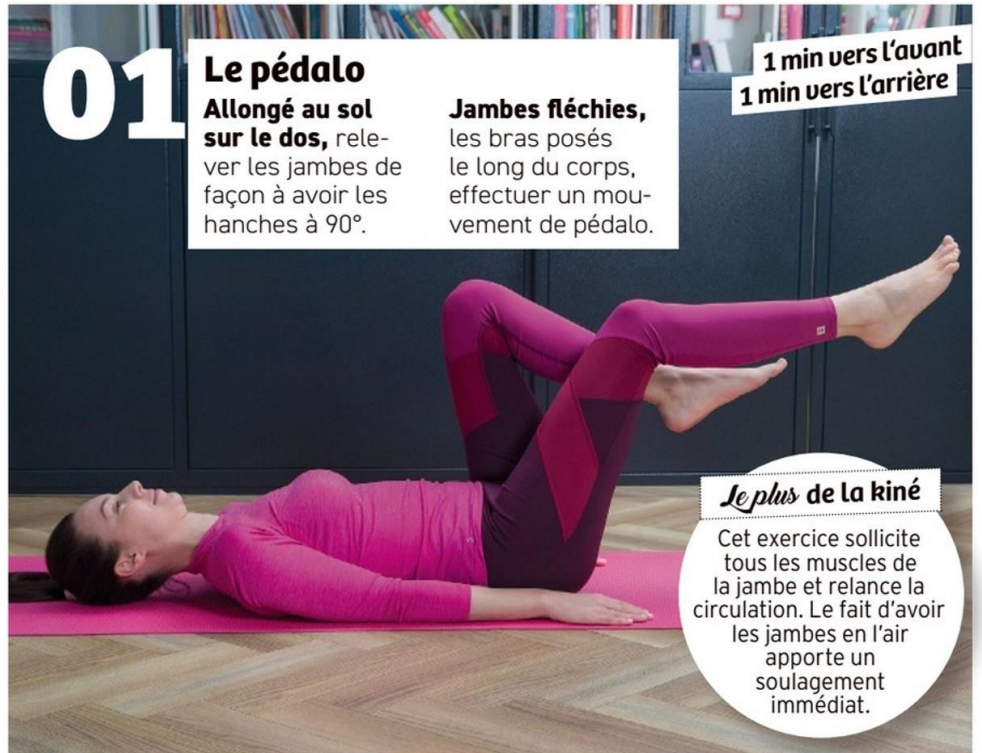 01
Le pédalo
Allongé au sol
sur le dos, rele-
ver les jambes de
façon à avoir les
hanches à 90°.
Jambes fléchies,
les bras posés
le long du corps,
effectuer un mou-
vement de pédalo.
1 min vers l'avant
1 min vers l'arrière
Le plus de la kiné
Cet exercice sollicite
tous les muscles de
la jambe et relance la
circulation. Le fait d'avoir
les jambes en l'air
apporte un
soulagement
immédiat.